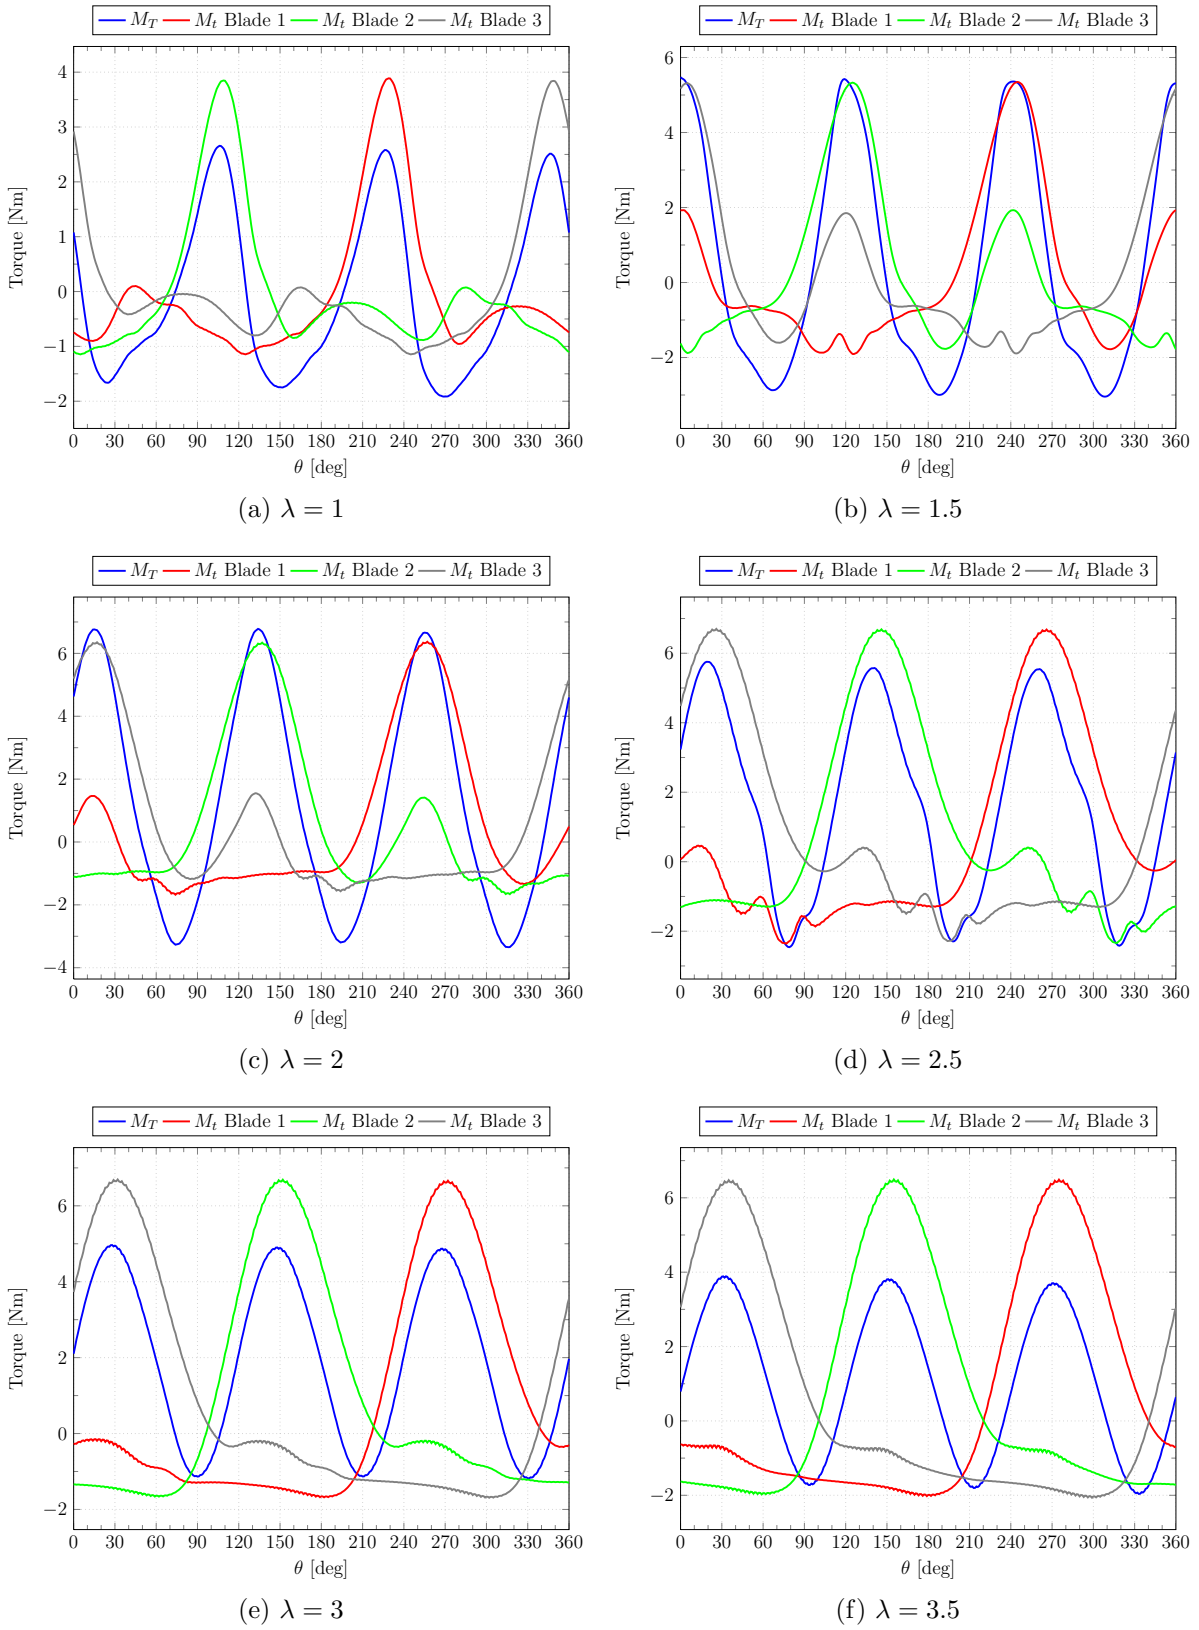 M_T M_t Blade 1 M_t Blade 2 M_t Blade 3
4
3
2
1
0
−1
−2
Torque [Nm]
0 30 60 90 120 150 180 210 240 270 300 330 360
θ [deg]
(a) λ = 1
M_T M_t Blade 1 M_t Blade 2 M_t Blade 3
6
4
2
0
−2
Torque [Nm]
0 30 60 90 120 150 180 210 240 270 300 330 360
θ [deg]
(b) λ = 1.5
M_T M_t Blade 1 M_t Blade 2 M_t Blade 3
6
4
2
0
−2
−4
Torque [Nm]
0 30 60 90 120 150 180 210 240 270 300 330 360
θ [deg]
(c) λ = 2
M_T M_t Blade 1 M_t Blade 2 M_t Blade 3
6
4
2
0
−2
Torque [Nm]
0 30 60 90 120 150 180 210 240 270 300 330 360
θ [deg]
(d) λ = 2.5
M_T M_t Blade 1 M_t Blade 2 M_t Blade 3
6
4
2
0
−2
Torque [Nm]
0 30 60 90 120 150 180 210 240 270 300 330 360
θ [deg]
(e) λ = 3
M_T M_t Blade 1 M_t Blade 2 M_t Blade 3
6
4
2
0
−2
Torque [Nm]
0 30 60 90 120 150 180 210 240 270 300 330 360
θ [deg]
(f) λ = 3.5